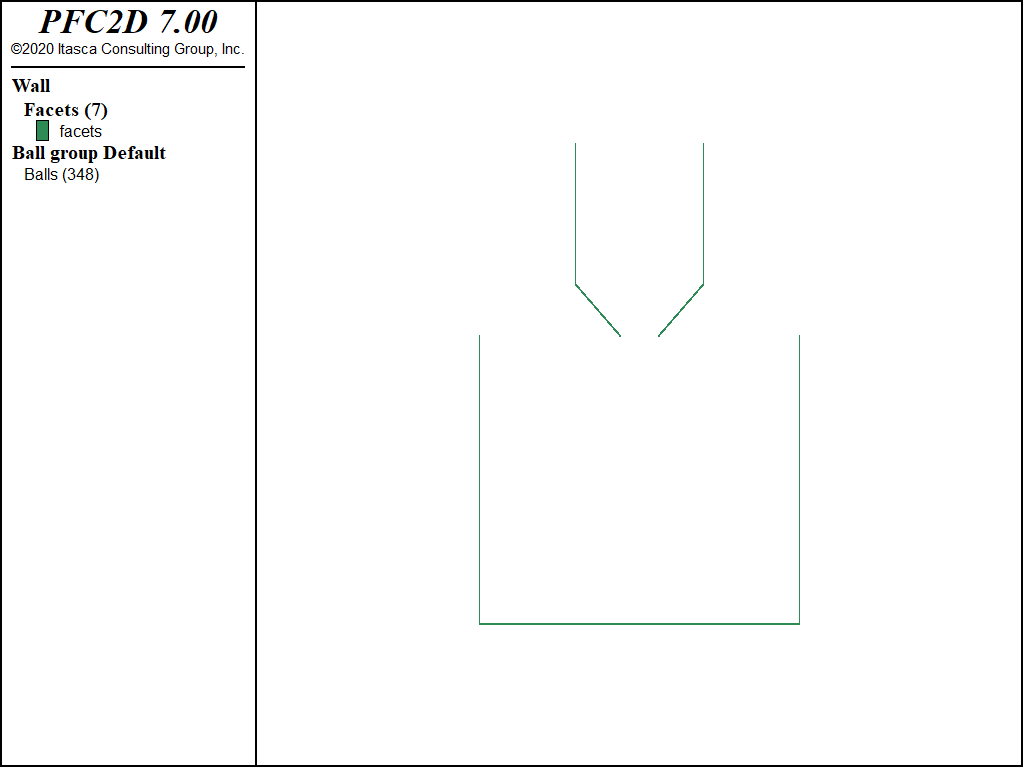 PFC2D 7.00
©2020 Itasca Consulting Group, Inc.
Wall
Facets (7)
facets
Ball group Default
Balls (348)